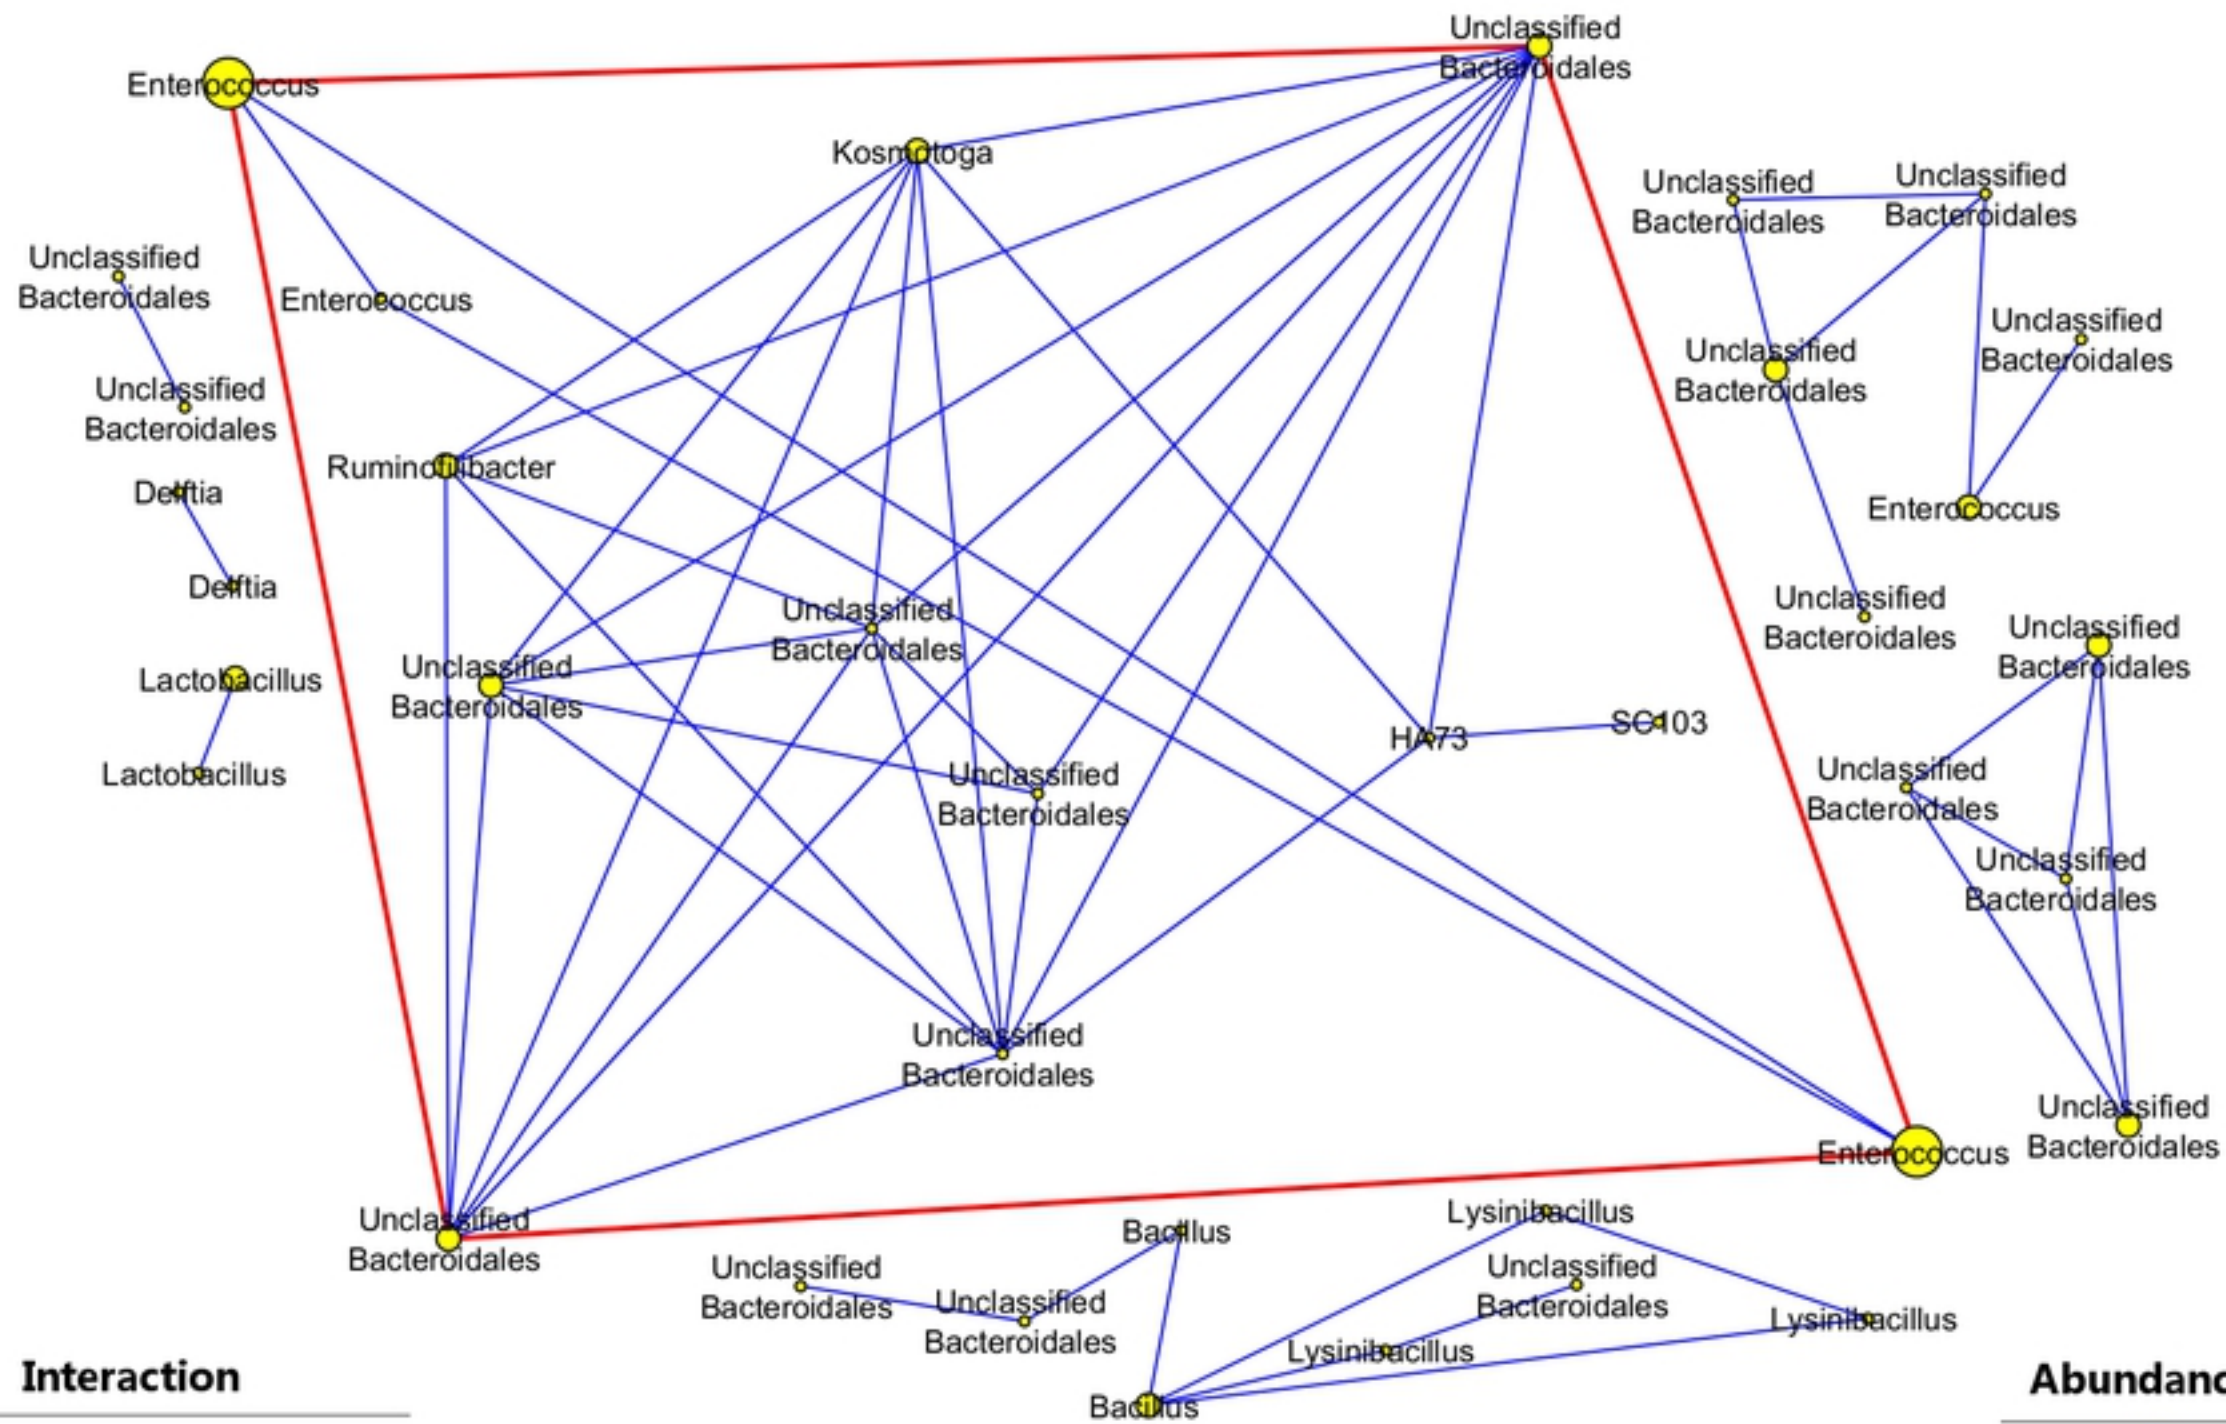 Unclassified
Bacteroidales
Enterococcus
Kosmotoga
Unclassified
Bacteroidales
Unclassified
Bacteroidales
Unclassified
Bacteroidales
Enterococcus
Unclassified
Bacteroidales
Unclassified
Bacteroidales
Unclassified
Bacteroidales
Ruminofilibacter
Delftia
Enterococcus
Delftia
Unclassified
Bacteroidales
Unclassified
Bacteroidales
Unclassified
Bacteroidales
Unclassified
Bacteroidales
Lactobacillus
SC103
HA73
Lactobacillus
Unclassified
Bacteroidales
Unclassified
Bacteroidales
Unclassified
Bacteroidales
Unclassified
Bacteroidales
Unclassified
Bacteroidales
Enterococcus
Unclassified
Bacteroidales
Bacillus
Lysinibacillus
Unclassified
Bacteroidales
Unclassified
Bacteroidales
Unclassified
Bacteroidales
Lysinibacillus
Lysinibacillus
Bacillus
Interaction
Abundanc